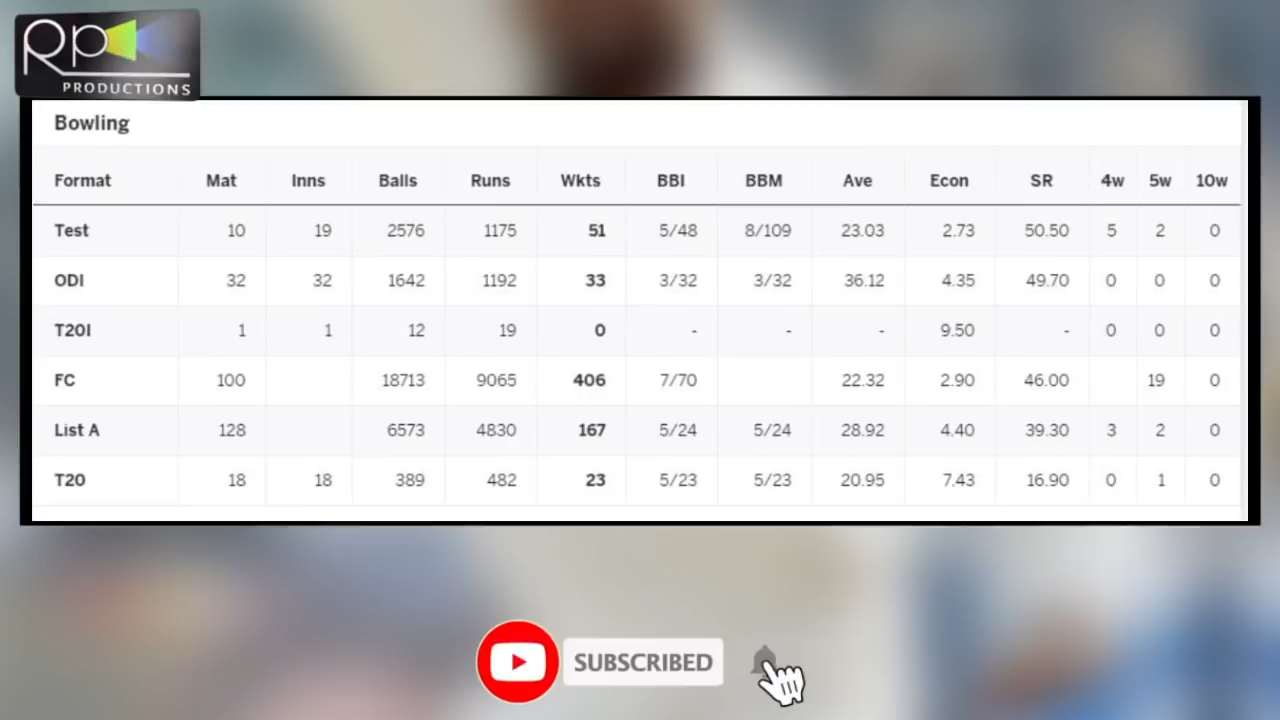 Rp
PRODUCTIONS
Bowling
Format Mat Inns Balls Runs Wkts BBI BBM Ave Econ SR 4w 5w 10w
Test 10 19 2576 1175 51 5/48 8/109 23.03 2.73 50.50 5 2 0
ODI 32 32 1642 1192 33 3/32 3/32 36.12 4.35 49.70 0 0 0
T20I 1 1 12 19 0 - - - 9.50 - 0 0 0
FC 100 18713 9065 406 7/70 22.32 2.90 46.00 19 0
List A 128 6573 4830 167 5/24 5/24 28.92 4.40 39.30 3 2 0
T20 18 18 389 482 23 5/23 5/23 20.95 7.43 16.90 0 1 0
SUBSCRIBED